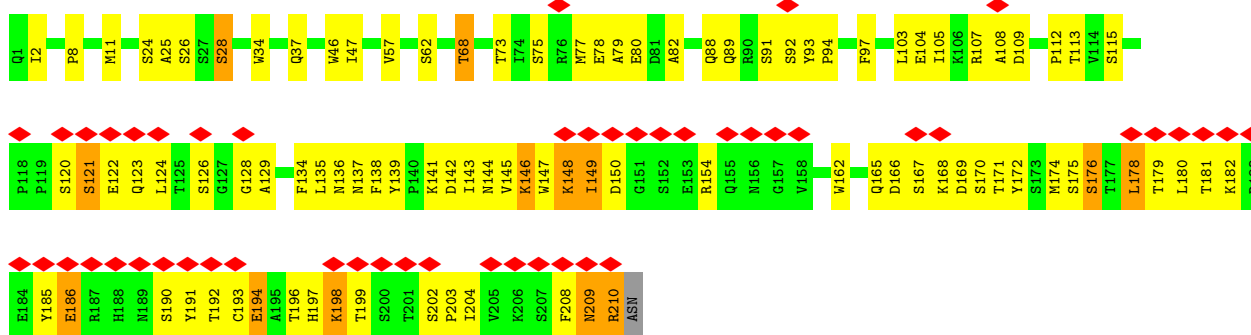 Q1 I2 P8 M11 S24 A25 S26 S27 S28 W34 Q37 W46 I47 V57 S62 T68 T73 I74 S75 R76 M77 E78 A79 E80 D81 A82 Q88 Q89 R90 S91 S92 Y93 P94 F97 L103 E104 I105 K106 R107 A108 D109 P112 T113 V114 S115
P118 P119 S120 S121 E122 Q123 L124 T125 S126 G127 G128 A129 F134 L135 N136 N137 F138 Y139 P140 K141 D142 I143 N144 V145 K146 W147 K148 I149 D150 G151 S152 E153 R154 Q155 N156 G157 V158 W162 Q165 D166 S167 K168 D169 S170 T171 Y172 S173 M174 S175 S176 T177 L178 T179 L180 T181 K182
E184 Y185 E186 R187 H188 N189 S190 Y191 T192 C193 E194 A195 T196 H197 K198 T199 S200 T201 S202 P203 I204 V205 K206 S207 F208 N209 R210 ASN